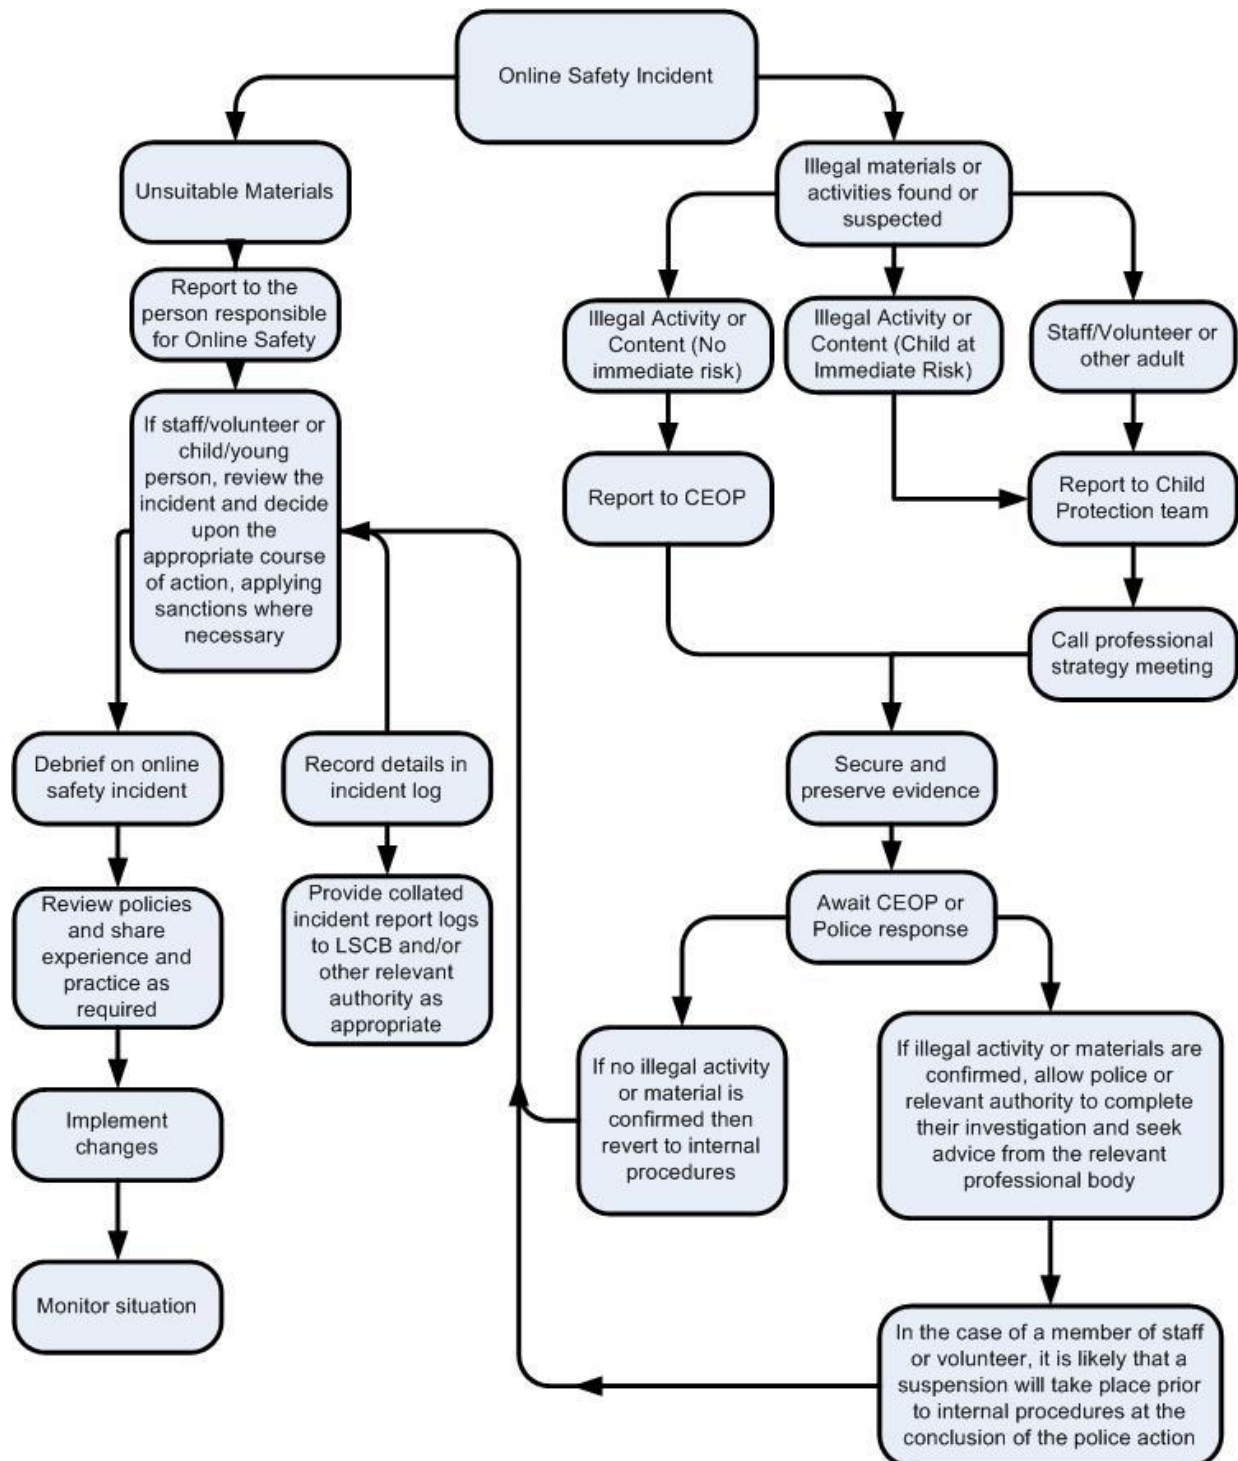 Online Safety Incident
Unsuitable Materials
Illegal materials or
activities found or
suspected
Report to the
person responsible
for Online Safety
Illegal Activity or
Content (No
immediate risk)
Illegal Activity or
Content (Child at
Immediate Risk)
Staff/Volunteer or
other adult
If staff/volunteer or
child/young
person, review the
incident and decide
upon the
appropriate course
of action, applying
sanctions where
necessary
Report to CEOP
Report to Child
Protection team
Call professional
strategy meeting
Debrief on online
safety incident
Record details in
incident log
Secure and
preserve evidence
Review policies
and share
experience and
practice as
required
Provide collated
incident report logs
to LSCB and/or
other relevant
authority as
appropriate
Await CEOP or
Police response
If no illegal activity
or material is
confirmed then
revert to internal
procedures
If illegal activity or materials are
confirmed, allow police or
relevant authority to complete
their investigation and seek
advice from the relevant
professional body
Implement
changes
Monitor situation
In the case of a member of staff
or volunteer, it is likely that a
suspension will take place prior
to internal procedures at the
conclusion of the police action